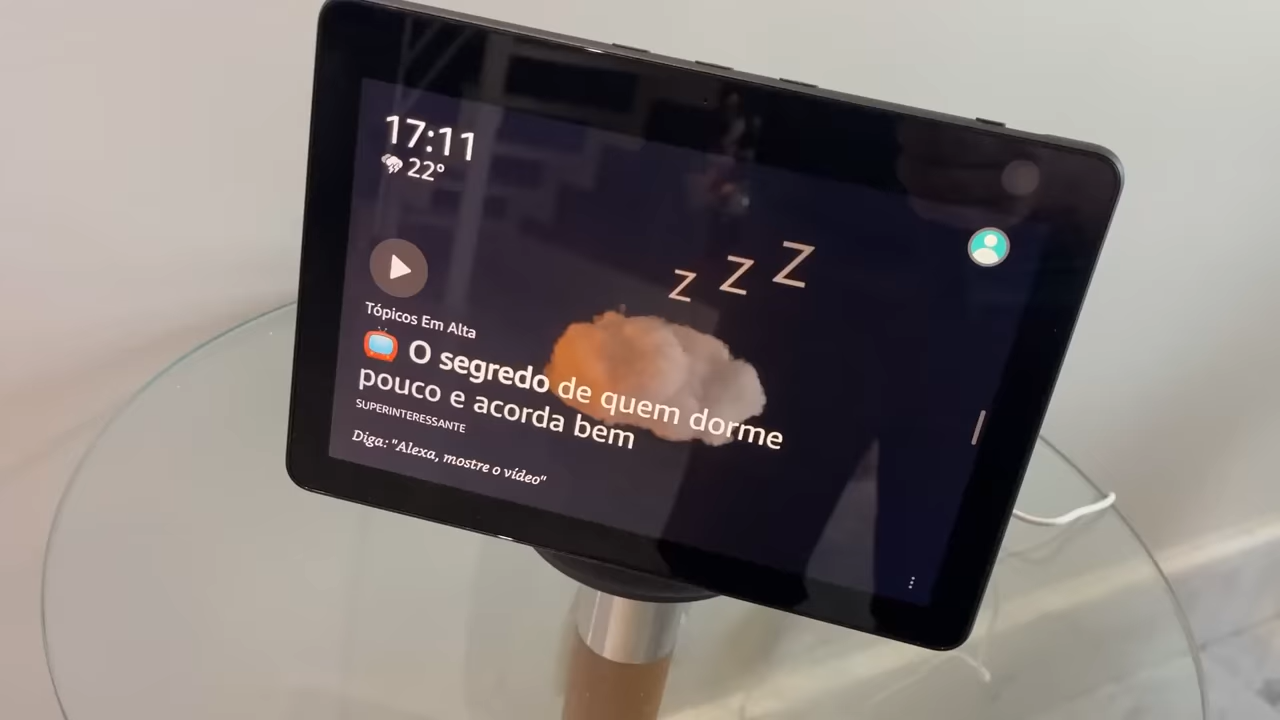 17:11
22°
z z Z
Tópicos Em Alta
O segredo de quem dorme
pouco e acorda bem
SUPERINTERESSANTE
Diga: "Alexa, mostre o vídeo"